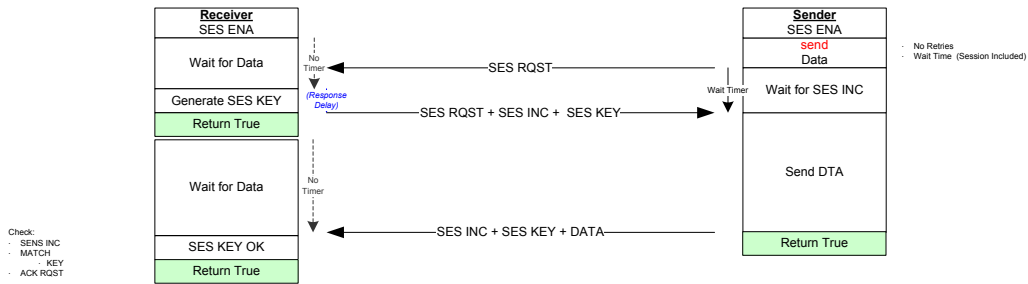 Receiver
SES ENA
Wait for Data
Generate SES KEY
Return True
Wait for Data
SES KEY OK
Return True
Check:
· SENS INC
· MATCH
· KEY
· ACK RQST
No
Timer
(Response
Delay)
No
Timer
SES RQST
SES RQST + SES INC + SES KEY
SES INC + SES KEY + DATA
Wait Timer
Sender
SES ENA
send
Data
Wait for SES INC
Send DTA
Return True
· No Retries
· Wait Time (Session Included)